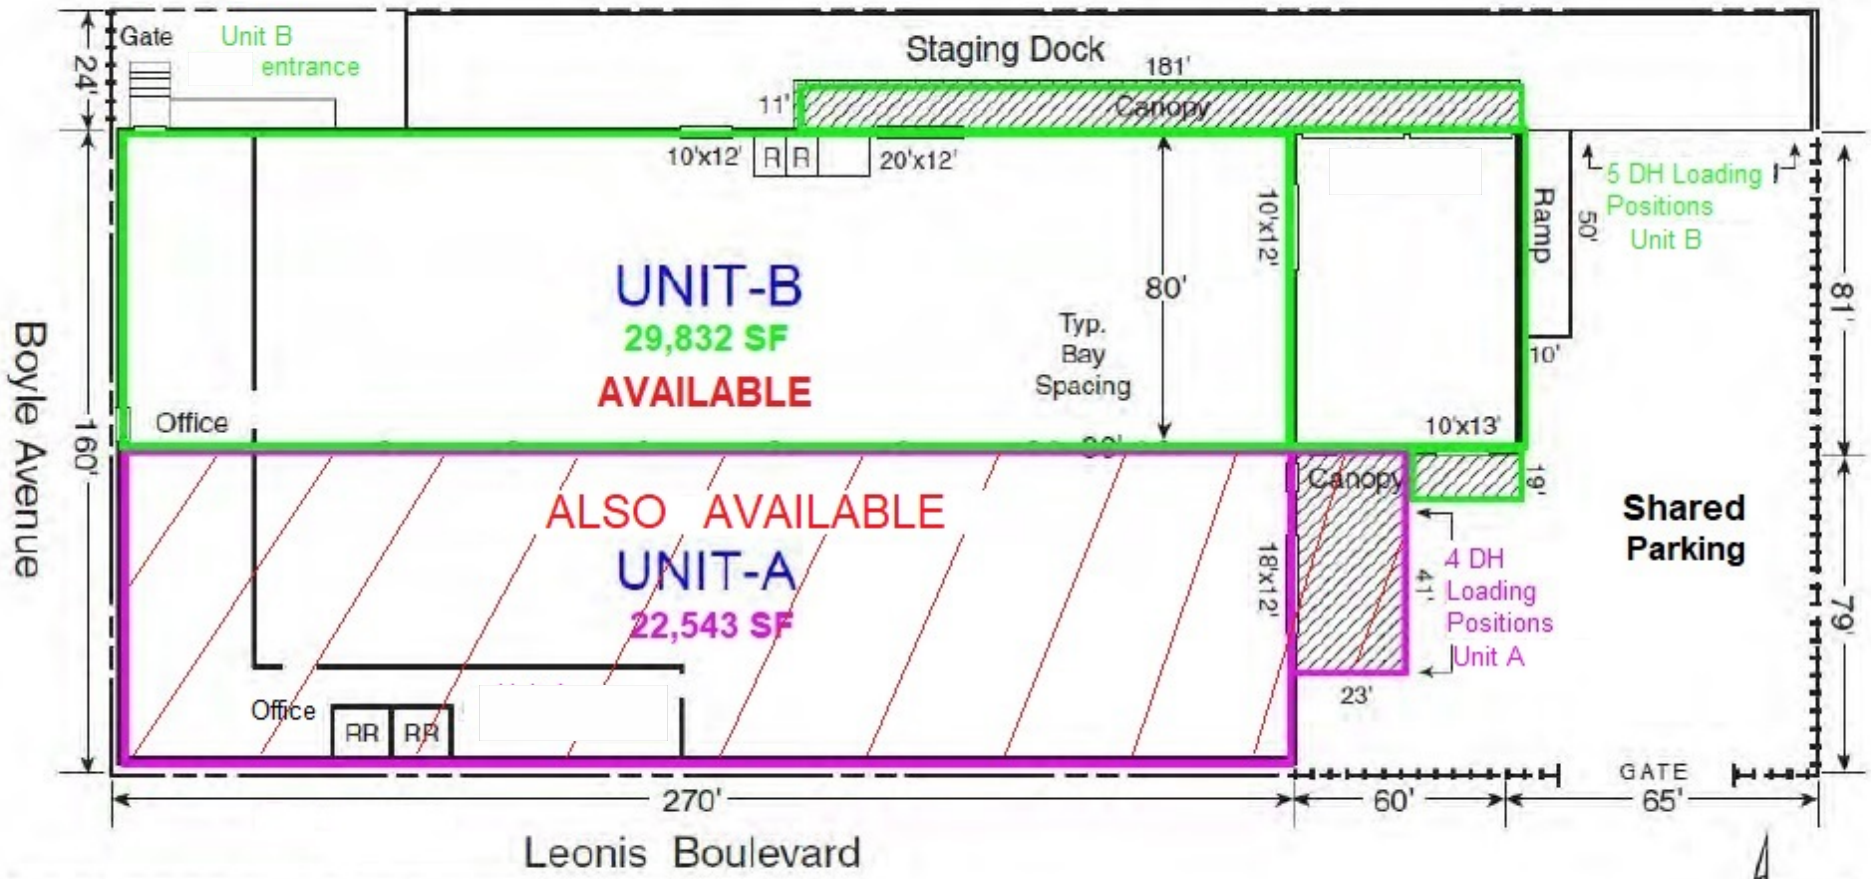 Gate
Unit B
entrance
Staging Dock
24'
181'
11'
Canopy
10'x12'
R R
20'x12'
10'x12'
Ramp
50'
5 DH Loading
Positions
Unit B
UNIT-B
29,832 SF
AVAILABLE
80'
Typ.
Bay
Spacing
81'
10'
Boyle Avenue
160'
Office
10'x13'
Canopy
19'
ALSO AVAILABLE
UNIT-A
22,543 SF
18'x12'
41'
4 DH
Loading
Positions
Unit A
Shared
Parking
79'
23'
Office
RR RR
GATE
270'
60'
65'
Leonis Boulevard